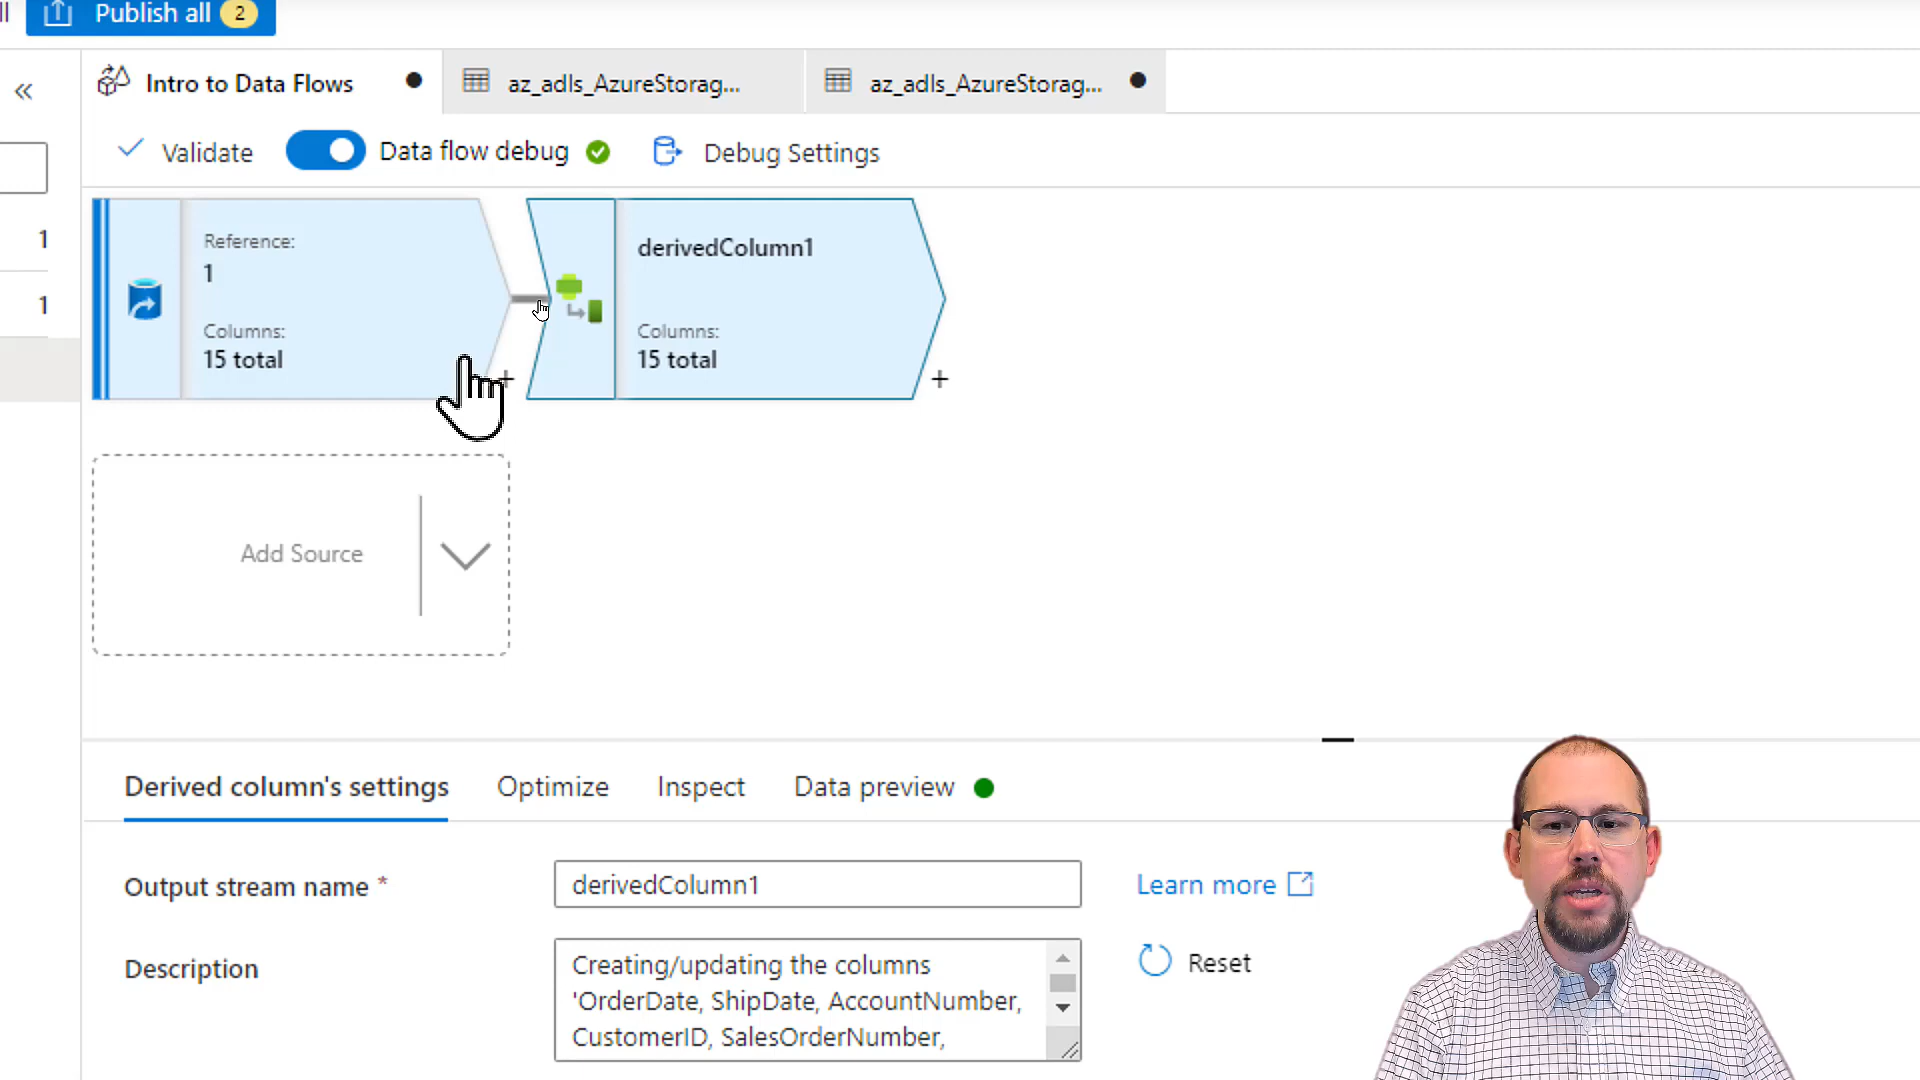 Publish all 2
Intro to Data Flows
az_adls_AzureStorag...
az_adls_AzureStorag...
Validate
Data flow debug
Debug Settings
1
1
Reference:
1
Columns:
15 total
derivedColumn1
Columns:
15 total
Add Source
Derived column's settings
Optimize
Inspect
Data preview
Output stream name *
derivedColumn1
Learn more
Description
Creating/updating the columns
'OrderDate, ShipDate, AccountNumber,
CustomerID, SalesOrderNumber,
Reset